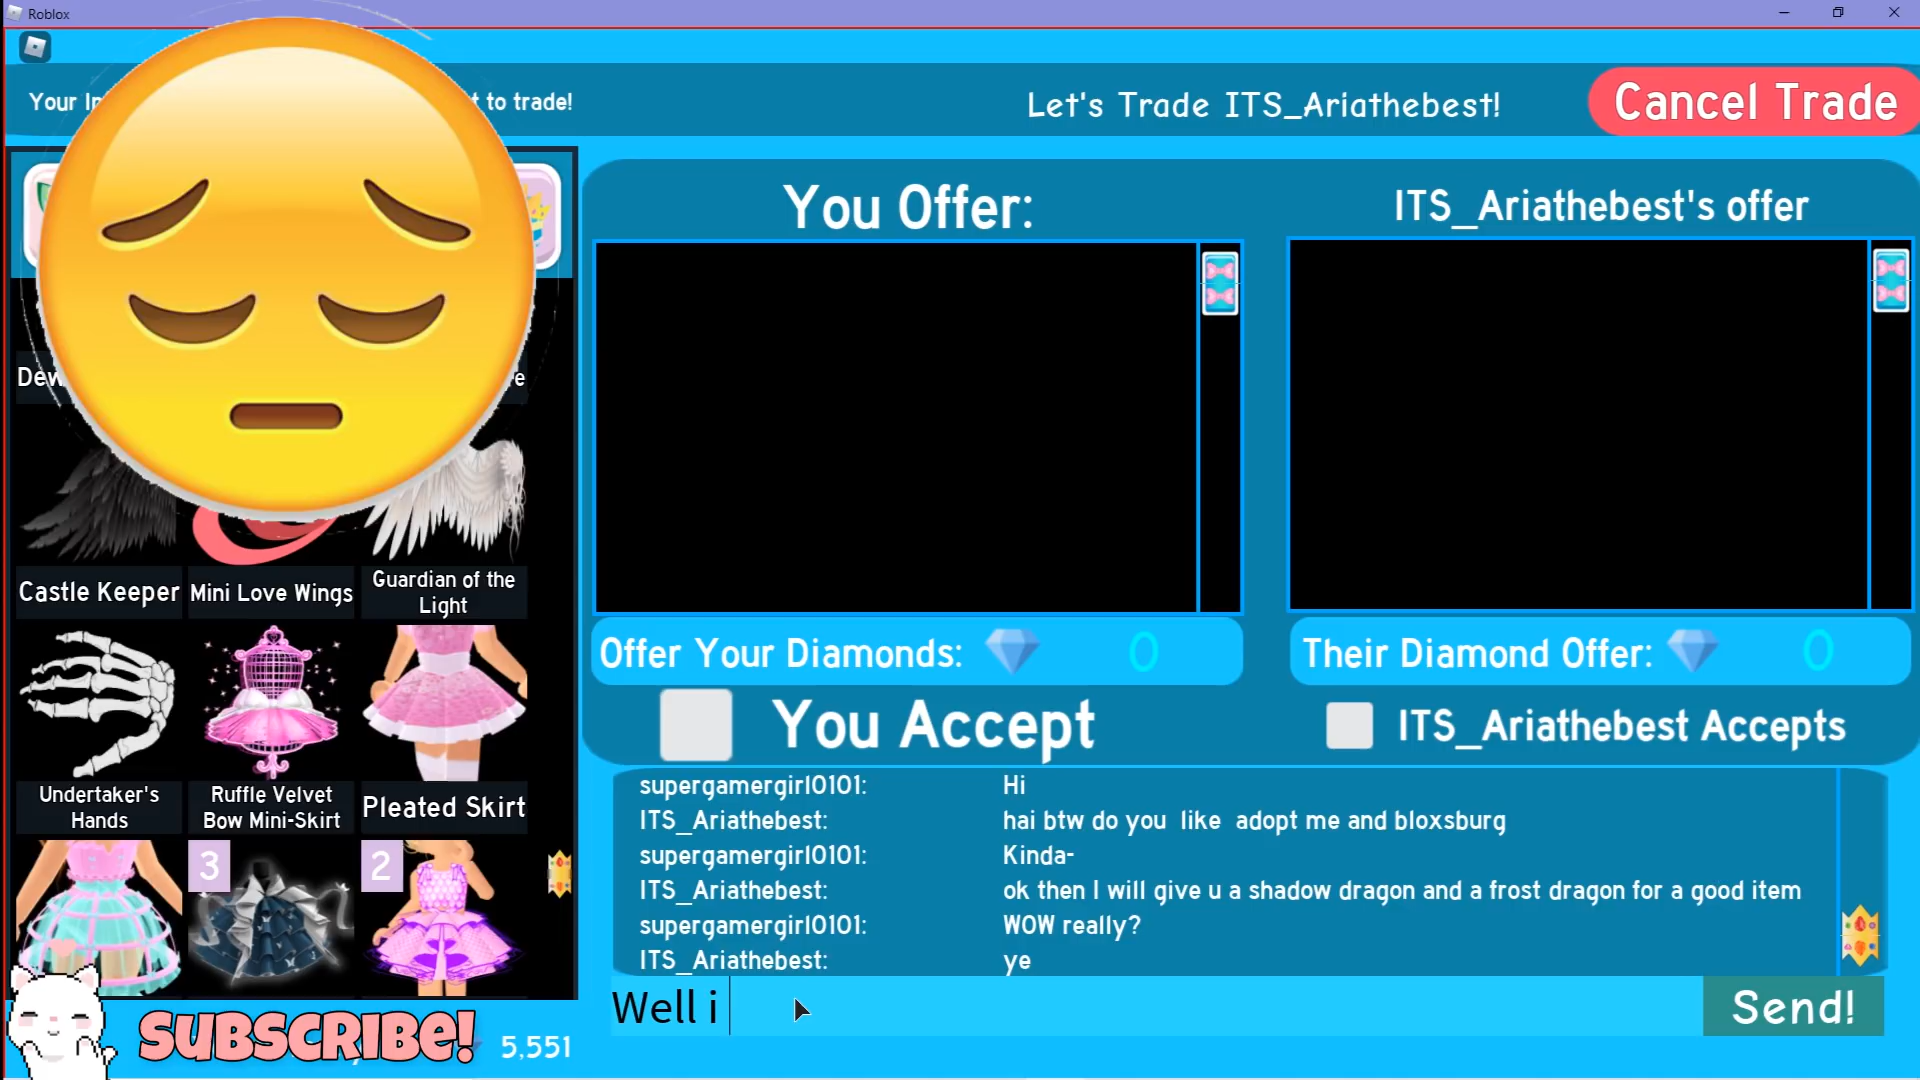 Roblox
Your In
t to trade!
Let's Trade ITS_Ariathebest!
Cancel Trade
You Offer:
ITS_Ariathebest's offer
Dew
e
Castle Keeper
Mini Love Wings
Guardian of the
Light
Undertaker's
Hands
Ruffle Velvet
Bow Mini-Skirt
Pleated Skirt
3
2
Offer Your Diamonds:
0
Their Diamond Offer:
0
You Accept
ITS_Ariathebest Accepts
supergamergirl0101: Hi
ITS_Ariathebest: hai btw do you like adopt me and bloxsburg
supergamergirl0101: Kinda-
ITS_Ariathebest: ok then I will give u a shadow dragon and a frost dragon for a good item
supergamergirl0101: WOW really?
ITS_Ariathebest: ye
Well i
Send!
SUBSCRIBE!
5,551